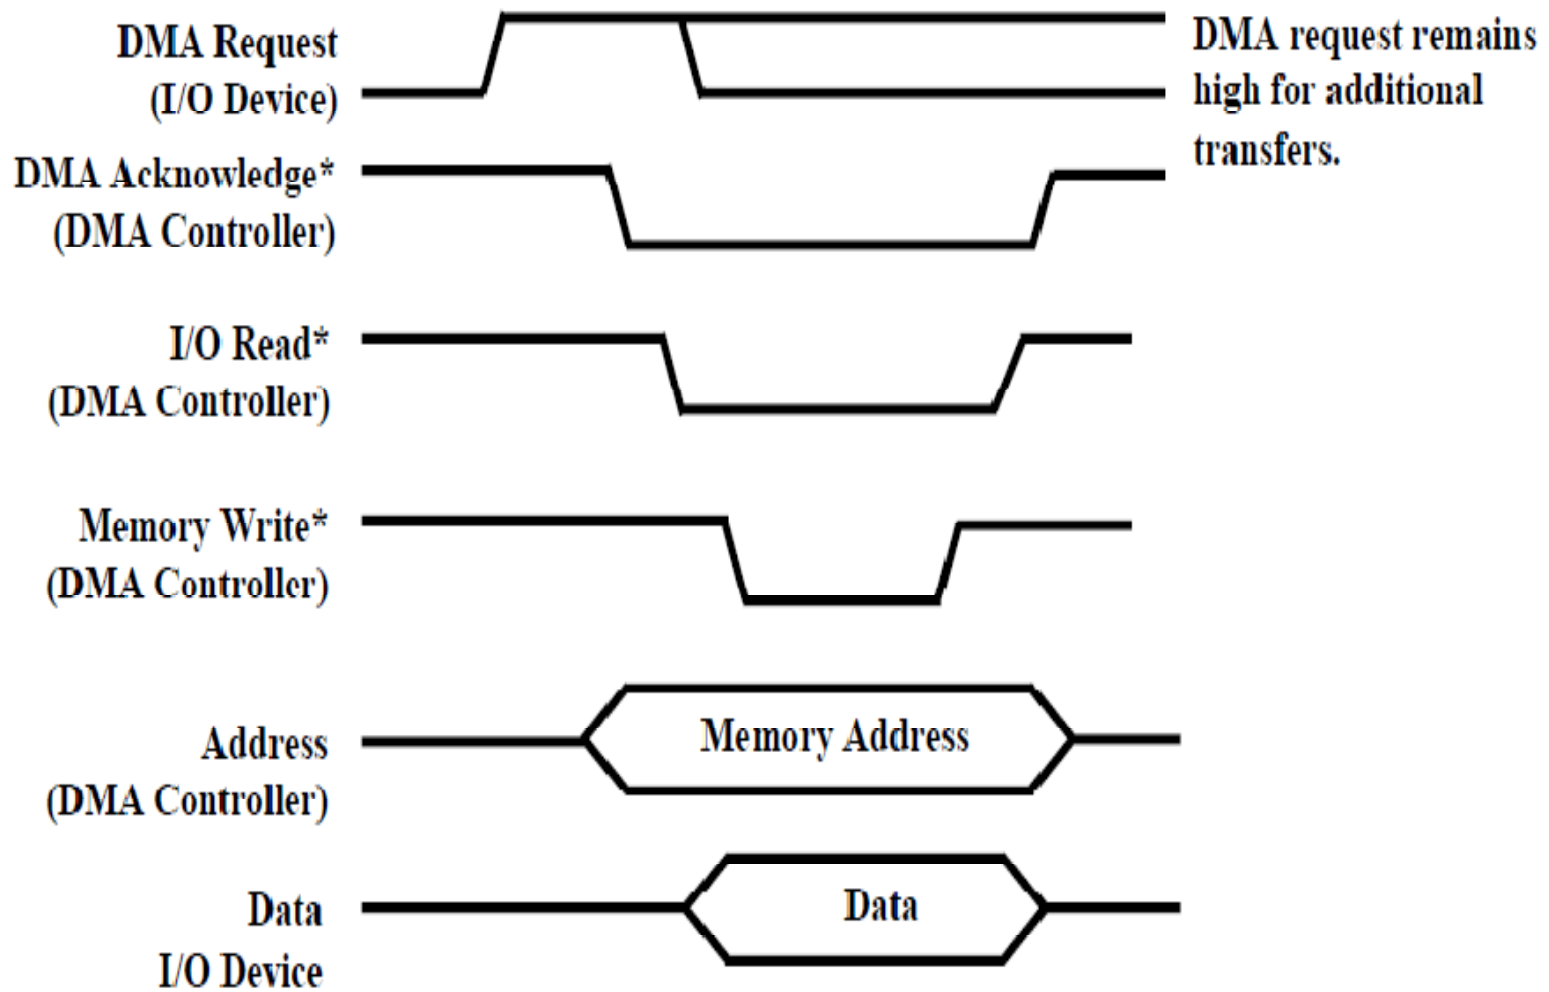 DMA Request
(I/O Device)
DMA request remains
high for additional
transfers.
DMA Acknowledge*
(DMA Controller)
I/O Read*
(DMA Controller)
Memory Write*
(DMA Controller)
Address
(DMA Controller)
Memory Address
Data
I/O Device
Data